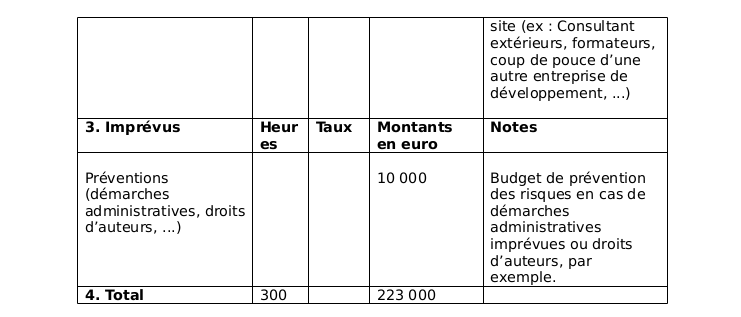 site (ex : Consultant
extérieurs, formateurs,
coup de pouce d’une
autre entreprise de
développement, ...)
3. Imprévus
Heur
es
Taux
Montants
en euro
Notes
Préventions
(démarches
administratives, droits
d’auteurs, ...)
10 000
Budget de prévention
des risques en cas de
démarches
administratives
imprévues ou droits
d’auteurs, par
exemple.
4. Total
300
223 000